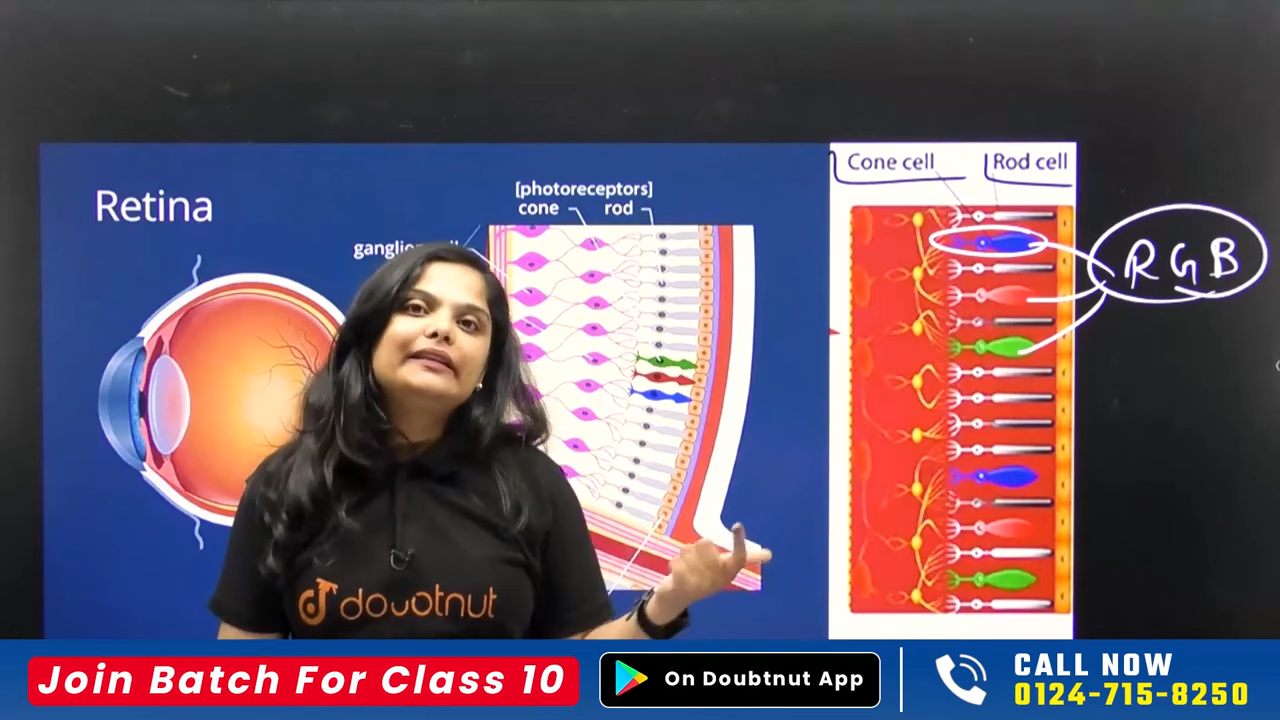 Retina
[photoreceptors]
cone rod
Cone cell
Rod cell
R G B
doubtnut
Join Batch For Class 10
On Doubtnut App
CALL NOW
0124-715-8250